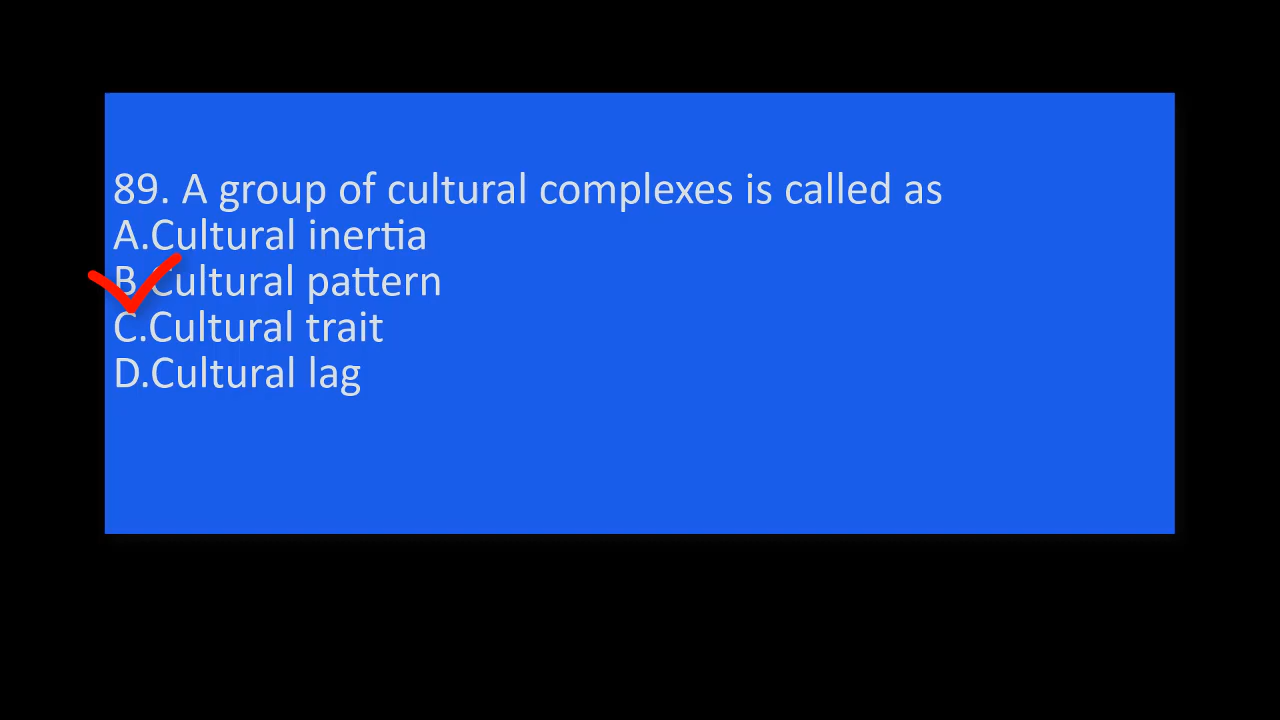 89. A group of cultural complexes is called as
A.Cultural inertia
B.Cultural pattern
C.Cultural trait
D.Cultural lag